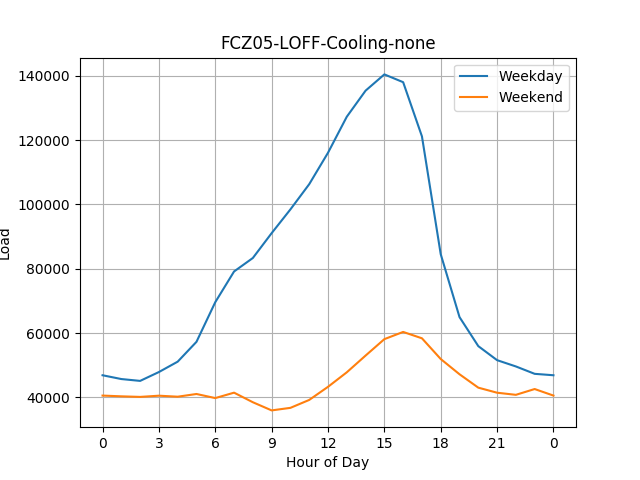 FCZ05-LOFF-Cooling-none
140000
120000
100000
80000
60000
40000
Load
Weekday
Weekend
0 3 6 9 12 15 18 21 0
Hour of Day